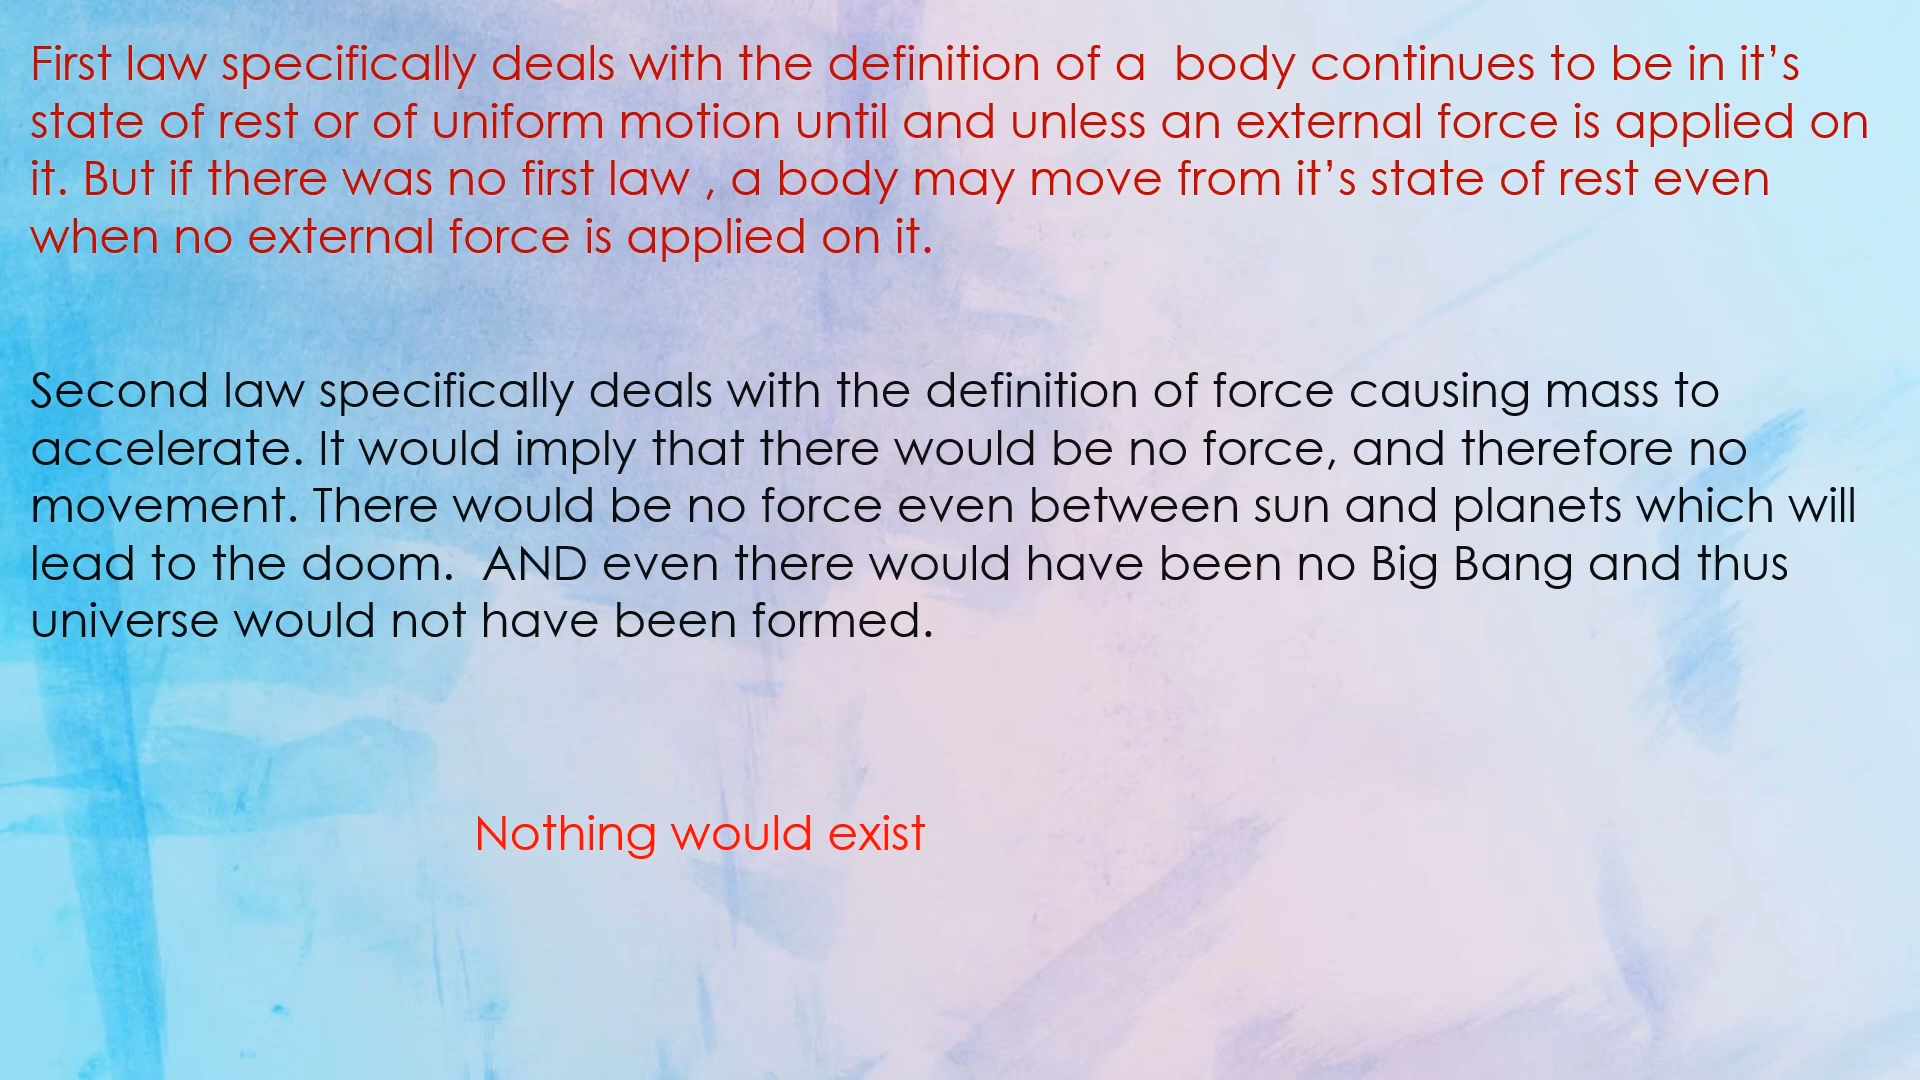 First law specifically deals with the definition of a  body continues to be in it’s
state of rest or of uniform motion until and unless an external force is applied on
it. But if there was no first law , a body may move from it’s state of rest even
when no external force is applied on it.
Second law specifically deals with the definition of force causing mass to
accelerate. It would imply that there would be no force, and therefore no
movement. There would be no force even between sun and planets which will
lead to the doom.  AND even there would have been no Big Bang and thus
universe would not have been formed.
Nothing would exist